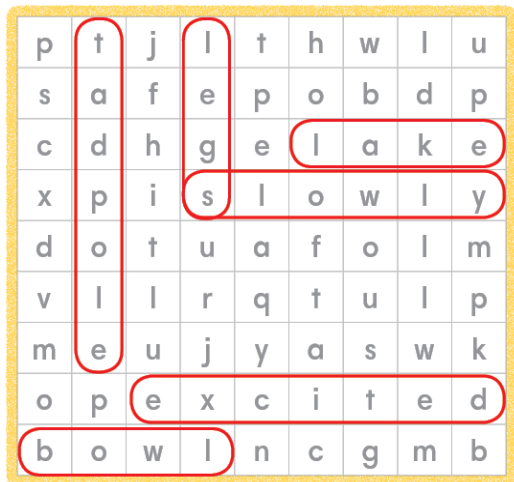 p t j l t h w l u
s a f e p o b d p
c d h g e l a k e
x p i s l o w l y
d o t u a f o l m
v l l r q t u l p
m e u j y a s w k
o p e x c i t e d
b o w l n c g m b